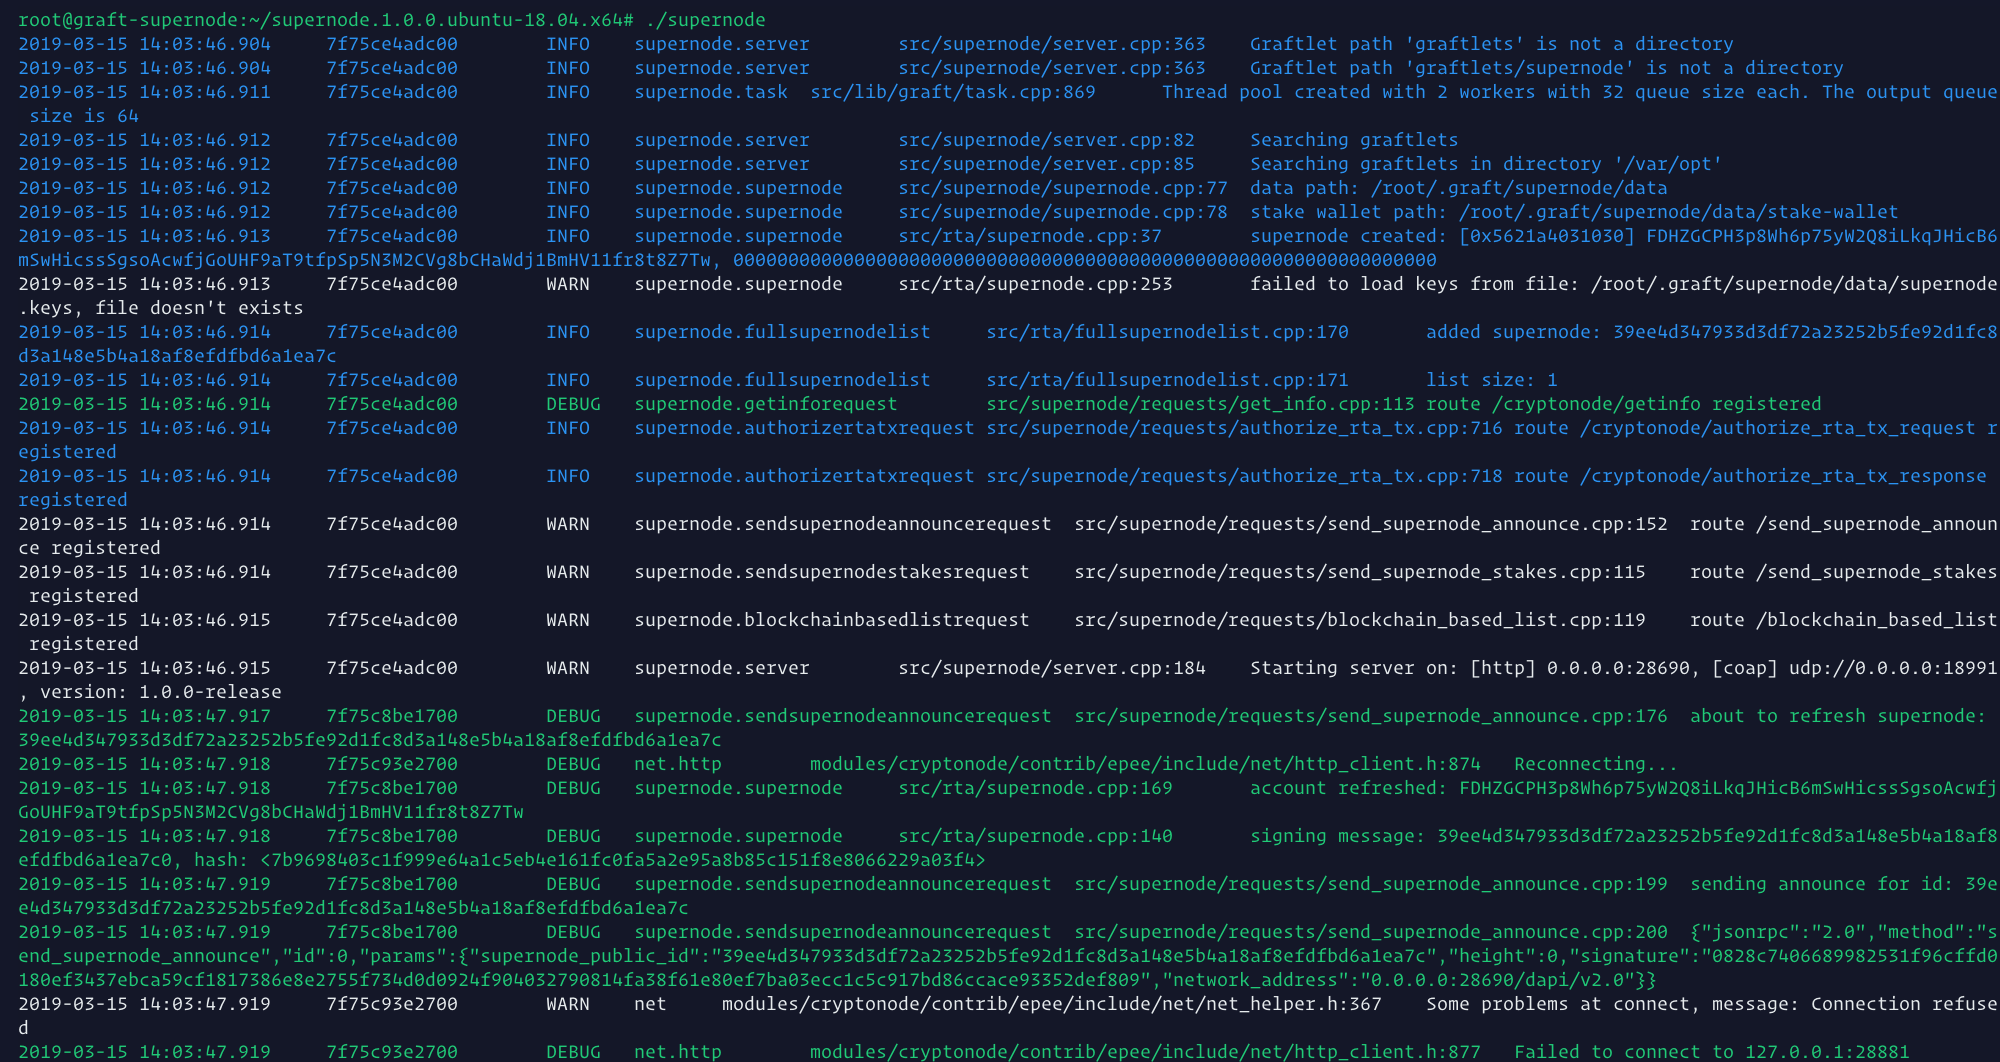 root@graft-supernode:~/supernode.1.0.0.ubuntu-18.04.x64# ./supernode
2019-03-15 14:03:46.904     7f75ce4adc00        INFO    supernode.server        src/supernode/server.cpp:363    Graftlet path 'graftlets' is not a directory
2019-03-15 14:03:46.904     7f75ce4adc00        INFO    supernode.server        src/supernode/server.cpp:363    Graftlet path 'graftlets/supernode' is not a directory
2019-03-15 14:03:46.911     7f75ce4adc00        INFO    supernode.task  src/lib/graft/task.cpp:869      Thread pool created with 2 workers with 32 queue size each. The output queue
 size is 64
2019-03-15 14:03:46.912     7f75ce4adc00        INFO    supernode.server        src/supernode/server.cpp:82     Searching graftlets
2019-03-15 14:03:46.912     7f75ce4adc00        INFO    supernode.server        src/supernode/server.cpp:85     Searching graftlets in directory '/var/opt'
2019-03-15 14:03:46.912     7f75ce4adc00        INFO    supernode.supernode     src/supernode/supernode.cpp:77  data path: /root/.graft/supernode/data
2019-03-15 14:03:46.912     7f75ce4adc00        INFO    supernode.supernode     src/supernode/supernode.cpp:78  stake wallet path: /root/.graft/supernode/data/stake-wallet
2019-03-15 14:03:46.913     7f75ce4adc00        INFO    supernode.supernode     src/rta/supernode.cpp:37        supernode created: [0x5621a4031030] FDHZGCPH3p8Wh6p75yW2Q8iLkqJHicB6
mSwHicssSgsoAcwfjGoUHF9aT9tfpSp5N3M2CVg8bCHaWdj1BmHV11fr8t8Z7Tw, 0000000000000000000000000000000000000000000000000000000000000000
2019-03-15 14:03:46.913     7f75ce4adc00        WARN    supernode.supernode     src/rta/supernode.cpp:253       failed to load keys from file: /root/.graft/supernode/data/supernode
.keys, file doesn't exists
2019-03-15 14:03:46.914     7f75ce4adc00        INFO    supernode.fullsupernodelist     src/rta/fullsupernodelist.cpp:170       added supernode: 39ee4d347933d3df72a23252b5fe92d1fc8
d3a148e5b4a18af8efdfbd6a1ea7c
2019-03-15 14:03:46.914     7f75ce4adc00        INFO    supernode.fullsupernodelist     src/rta/fullsupernodelist.cpp:171       list size: 1
2019-03-15 14:03:46.914     7f75ce4adc00        DEBUG   supernode.getinforequest        src/supernode/requests/get_info.cpp:113 route /cryptonode/getinfo registered
2019-03-15 14:03:46.914     7f75ce4adc00        INFO    supernode.authorizertatxrequest src/supernode/requests/authorize_rta_tx.cpp:716 route /cryptonode/authorize_rta_tx_request r
egistered
2019-03-15 14:03:46.914     7f75ce4adc00        INFO    supernode.authorizertatxrequest src/supernode/requests/authorize_rta_tx.cpp:718 route /cryptonode/authorize_rta_tx_response
registered
2019-03-15 14:03:46.914     7f75ce4adc00        WARN    supernode.sendsupernodeannouncerequest  src/supernode/requests/send_supernode_announce.cpp:152  route /send_supernode_announ
ce registered
2019-03-15 14:03:46.914     7f75ce4adc00        WARN    supernode.sendsupernodestakesrequest    src/supernode/requests/send_supernode_stakes.cpp:115    route /send_supernode_stakes
 registered
2019-03-15 14:03:46.915     7f75ce4adc00        WARN    supernode.blockchainbasedlistrequest    src/supernode/requests/blockchain_based_list.cpp:119    route /blockchain_based_list
 registered
2019-03-15 14:03:46.915     7f75ce4adc00        WARN    supernode.server        src/supernode/server.cpp:184    Starting server on: [http] 0.0.0.0:28690, [coap] udp://0.0.0.0:18991
, version: 1.0.0-release
2019-03-15 14:03:47.917     7f75c8be1700        DEBUG   supernode.sendsupernodeannouncerequest  src/supernode/requests/send_supernode_announce.cpp:176  about to refresh supernode:
39ee4d347933d3df72a23252b5fe92d1fc8d3a148e5b4a18af8efdfbd6a1ea7c
2019-03-15 14:03:47.918     7f75c93e2700        DEBUG   net.http        modules/cryptonode/contrib/epee/include/net/http_client.h:874   Reconnecting...
2019-03-15 14:03:47.918     7f75c8be1700        DEBUG   supernode.supernode     src/rta/supernode.cpp:169       account refreshed: FDHZGCPH3p8Wh6p75yW2Q8iLkqJHicB6mSwHicssSgsoAcwfj
GoUHF9aT9tfpSp5N3M2CVg8bCHaWdj1BmHV11fr8t8Z7Tw
2019-03-15 14:03:47.918     7f75c8be1700        DEBUG   supernode.supernode     src/rta/supernode.cpp:140       signing message: 39ee4d347933d3df72a23252b5fe92d1fc8d3a148e5b4a18af8
efdfbd6a1ea7c0, hash: <7b9698403c1f999e64a1c5eb4e161fc0fa5a2e95a8b85c151f8e8066229a03f4>
2019-03-15 14:03:47.919     7f75c8be1700        DEBUG   supernode.sendsupernodeannouncerequest  src/supernode/requests/send_supernode_announce.cpp:199  sending announce for id: 39e
e4d347933d3df72a23252b5fe92d1fc8d3a148e5b4a18af8efdfbd6a1ea7c
2019-03-15 14:03:47.919     7f75c8be1700        DEBUG   supernode.sendsupernodeannouncerequest  src/supernode/requests/send_supernode_announce.cpp:200  {"jsonrpc":"2.0","method":"s
end_supernode_announce","id":0,"params":{"supernode_public_id":"39ee4d347933d3df72a23252b5fe92d1fc8d3a148e5b4a18af8efdfbd6a1ea7c","height":0,"signature":"0828c7406689982531f96cffd0
180ef3437ebca59cf1817386e8e2755f734d0d0924f904032790814fa38f61e80ef7ba03ecc1c5c917bd86ccace93352def809","network_address":"0.0.0.0:28690/dapi/v2.0"}}
2019-03-15 14:03:47.919     7f75c93e2700        WARN    net     modules/cryptonode/contrib/epee/include/net/net_helper.h:367    Some problems at connect, message: Connection refuse
d
2019-03-15 14:03:47.919     7f75c93e2700        DEBUG   net.http        modules/cryptonode/contrib/epee/include/net/http_client.h:877   Failed to connect to 127.0.0.1:28881